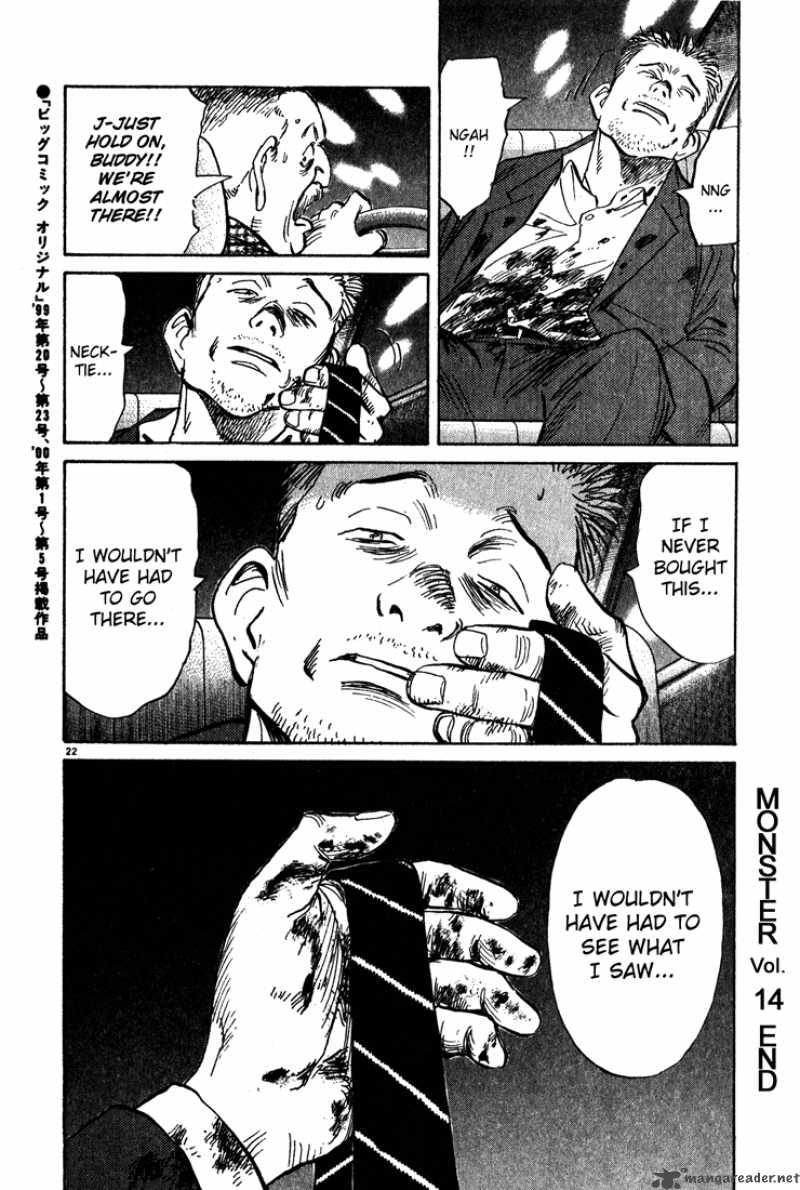 NGAH
!!
NNG
...
J-JUST
HOLD ON,
BUDDY!!
WE'RE
ALMOST
THERE!!
NECK-
TIE...
IF I
NEVER
BOUGHT
THIS...
I WOULDN'T
HAVE HAD
TO GO
THERE...
22
I WOULDN'T
HAVE HAD TO
SEE WHAT
I SAW...
●『ビッグコミック オリジナル』'99年第20号〜第23号、'00年第1号〜第5号掲載作品
MONSTER Vol. 14 END
mangareader.net